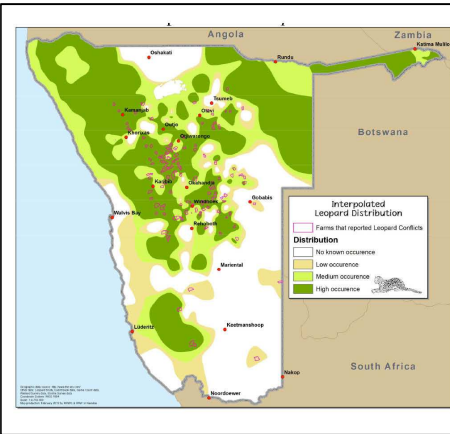 Angola
Zambia
Katima Mulilo
Oshakati
Rundu
Tsumeb
Otavi
Kamanjab
Outjo
Otjiwarongo
Khorixas
Botswana
Karibib
Okahandja
Windhoek
Gobabis
Walvis Bay
Rehoboth
Interpolated
Leopard Distribution
Farms that reported Leopard Conflicts
Distribution
No known occurence
Low occurence
Medium occurence
High occurence
Mariental
Lüderitz
Keetmanshoop
South Africa
Nakop
Noordoewer